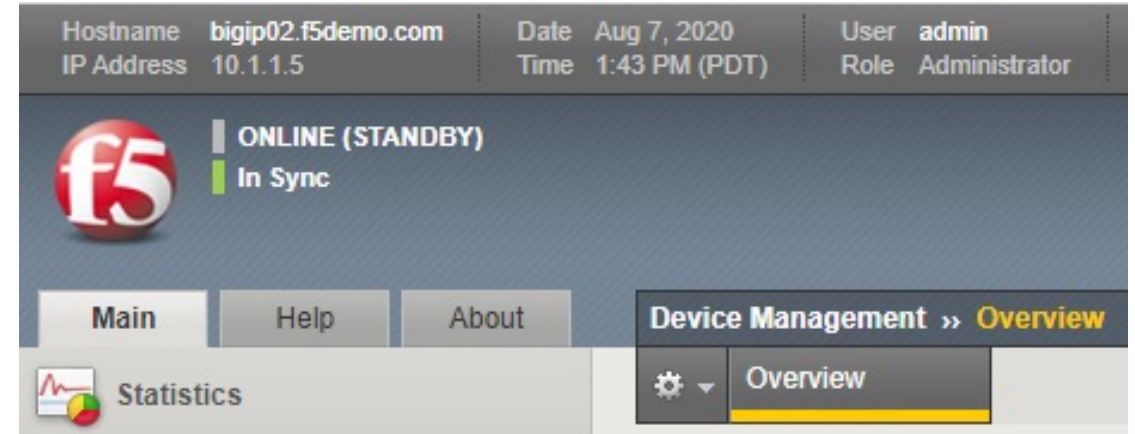 Hostname bigip02.f5demo.com Date Aug 7, 2020 User admin
IP Address 10.1.1.5 Time 1:43 PM (PDT) Role Administrator
f5
ONLINE (STANDBY)
In Sync
Main Help About
Device Management ›› Overview
Statistics
Overview